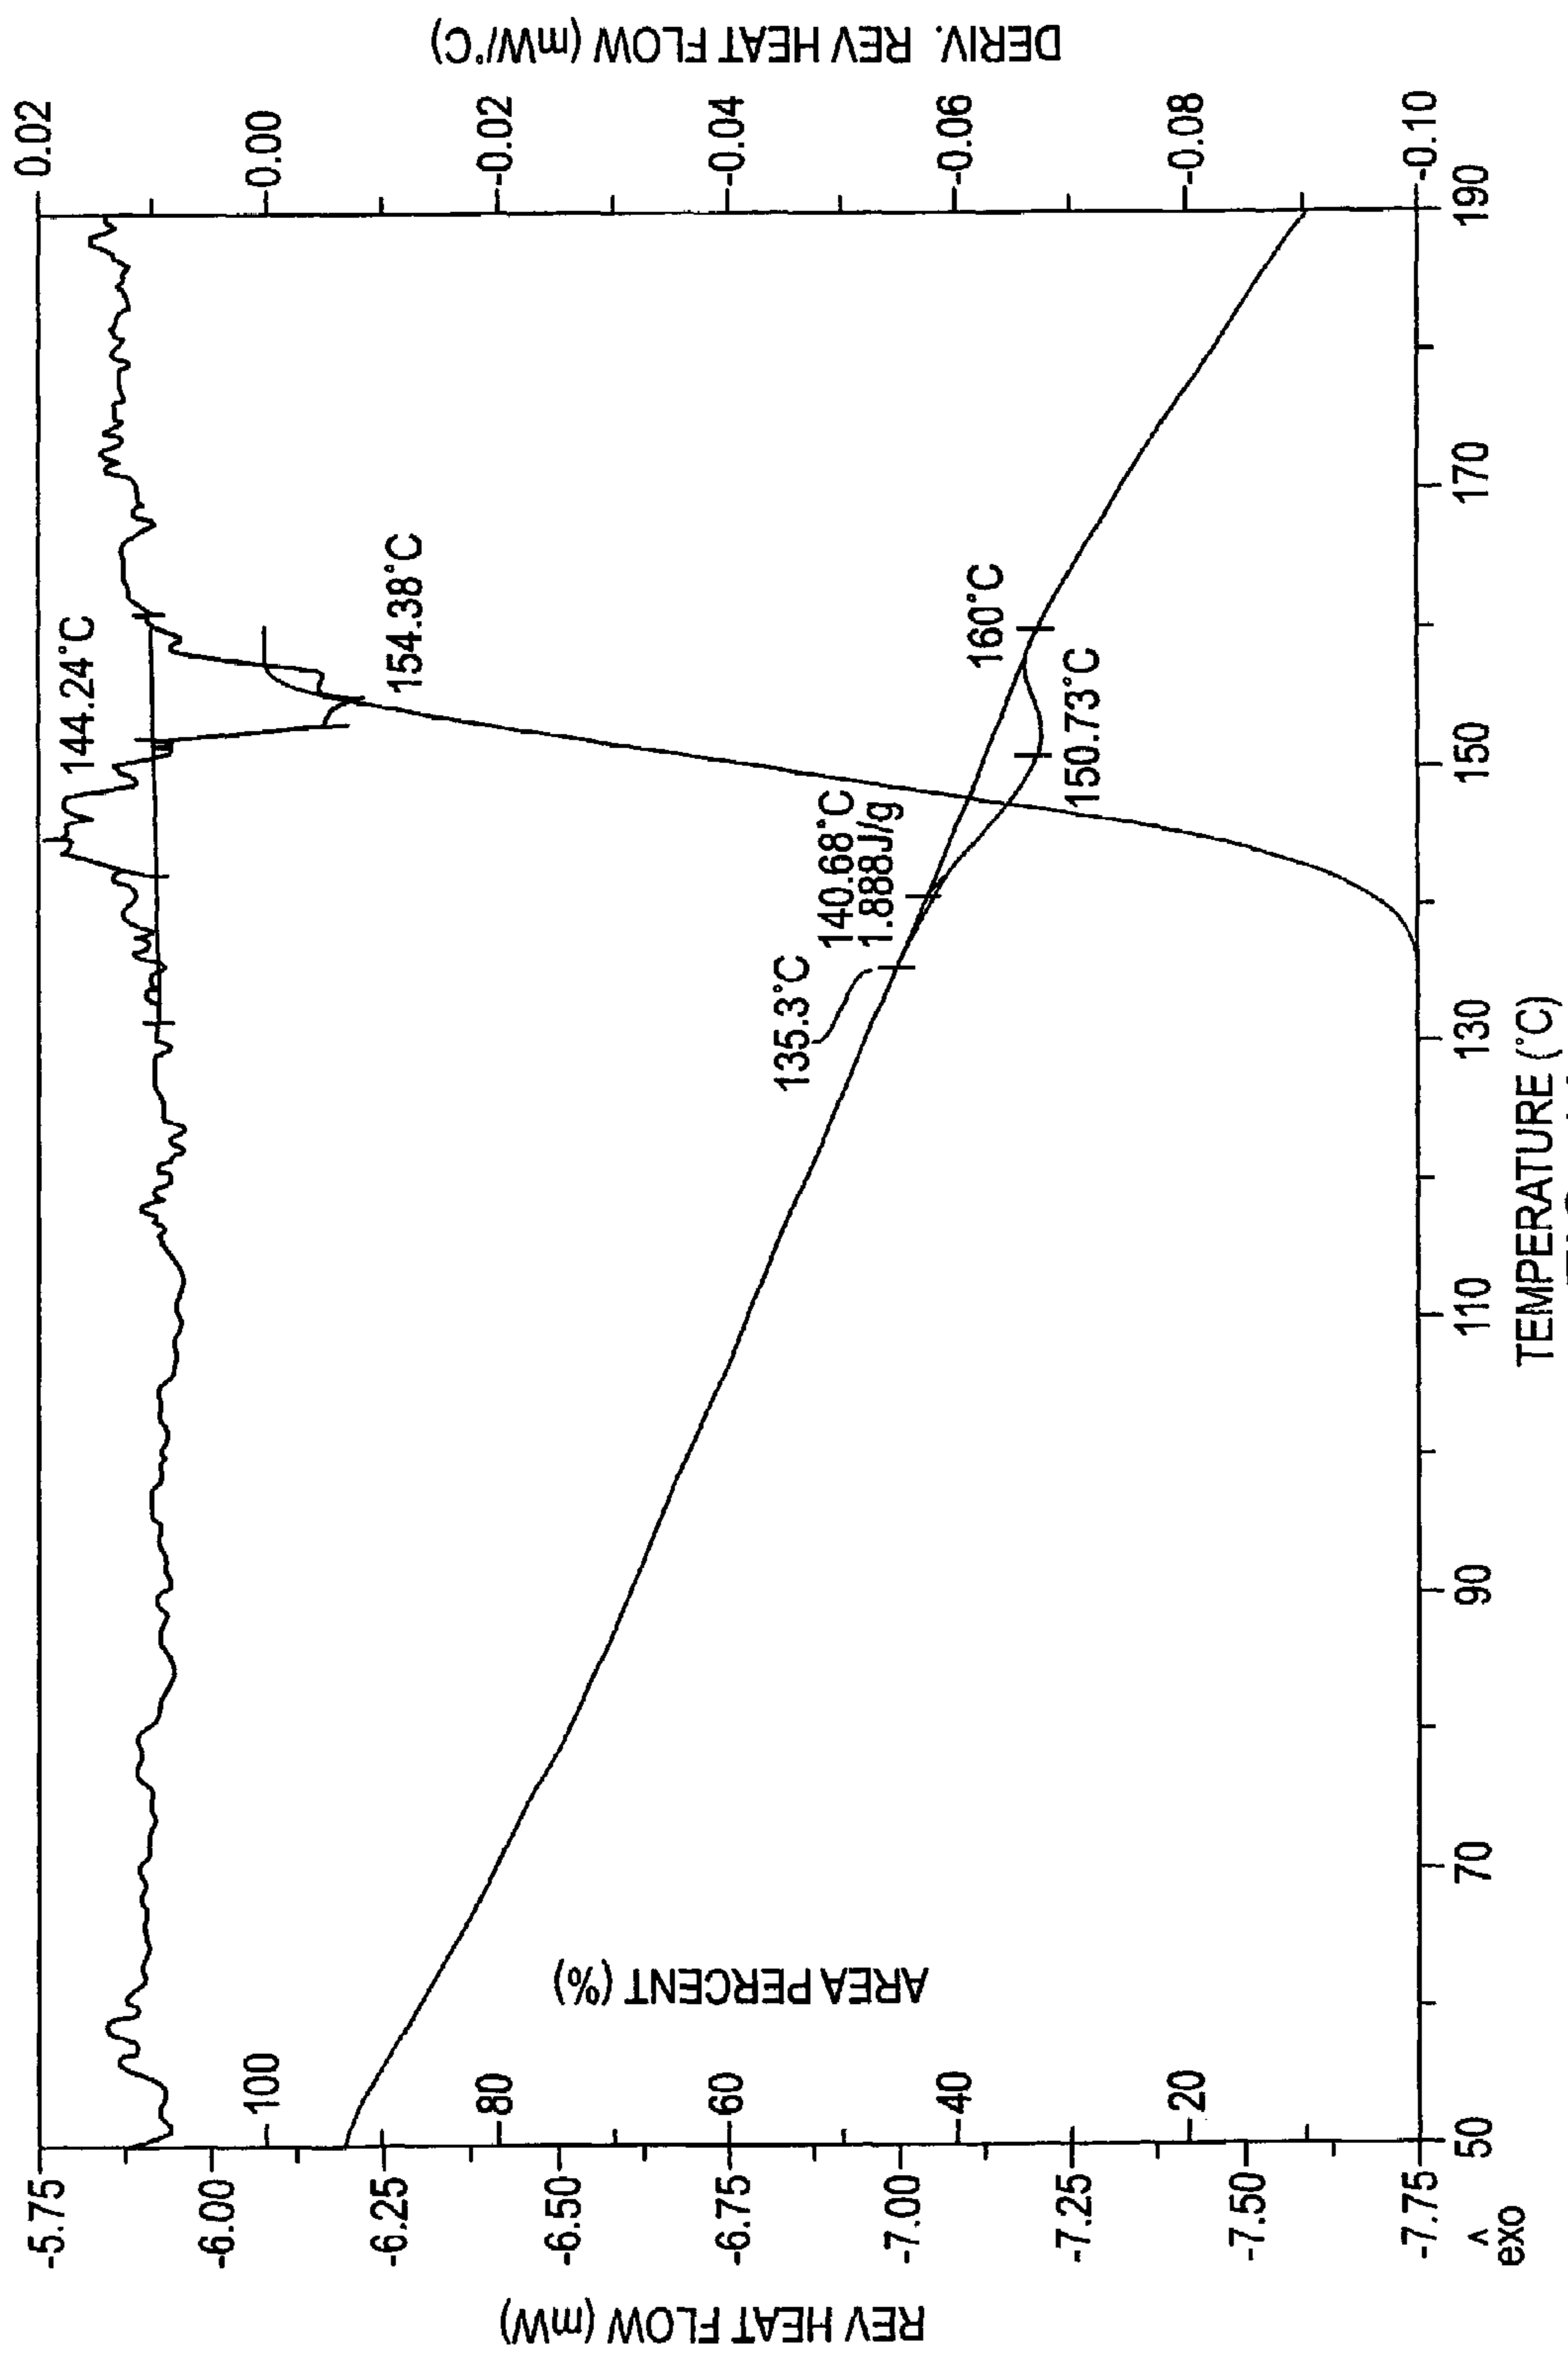 REV HEAT FLOW (mW)
-5.75
-6.00
-6.25
-6.50
-6.75
-7.00
-7.25
-7.50
-7.75
^
exo
100
80
60
40
20
AREA PERCENT (%)
144.24°C
154.38°C
135.3°C
140.68°C
1.888J/g
160°C
150.73°C
0.02
-0.00
-0.02
-0.04
-0.06
-0.08
-0.10
DERIV. REV HEAT FLOW (mW/°C)
50
70
90
110
130
150
170
190
TEMPERATURE (°C)